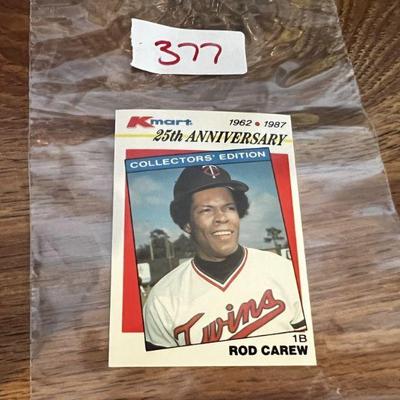 377
Kmart 1962 • 1987
25th ANNIVERSARY
COLLECTORS' EDITION
Twins
1B
ROD CAREW